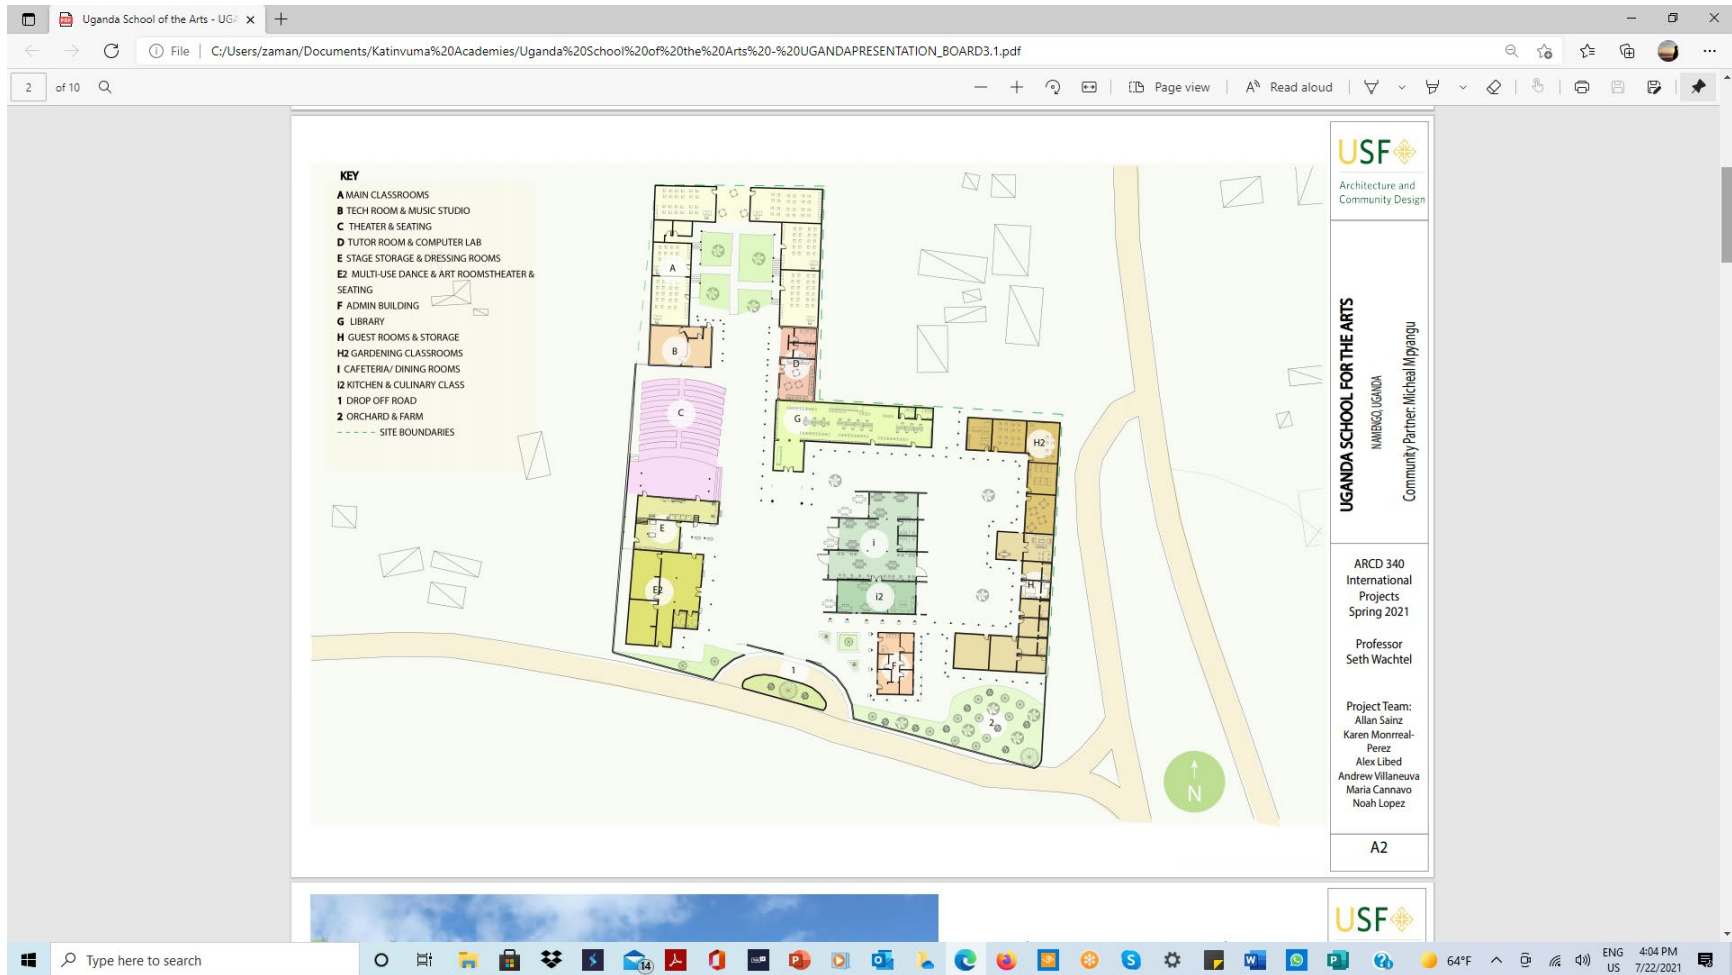 Uganda School of the Arts - UG
File
C:/Users/zaman/Documents/Katinvuma%20Academies/Uganda%20School%20of%20the%20Arts%20-%20UGANDAPRESENTATION_BOARD3.1.pdf
2 of 10
Page view
Read aloud
KEY
A MAIN CLASSROOMS
B TECH ROOM & MUSIC STUDIO
C THEATER & SEATING
D TUTOR ROOM & COMPUTER LAB
E STAGE STORAGE & DRESSING ROOMS
E2 MULTI-USE DANCE & ART ROOMSTHEATER &
SEATING
F ADMIN BUILDING
G LIBRARY
H GUEST ROOMS & STORAGE
H2 GARDENING CLASSROOMS
I CAFETERIA/ DINING ROOMS
i2 KITCHEN & CULINARY CLASS
1 DROP OFF ROAD
2 ORCHARD & FARM
SITE BOUNDARIES
A
B
D
C
G
H2
E
i
E2
i2
H
F
1
2
N
USF
Architecture and
Community Design
UGANDA SCHOOL FOR THE ARTS
NAMENGO, UGANDA
Community Partner: Micheal Mpyangu
ARCD 340
International
Projects
Spring 2021
Professor
Seth Wachtel
Project Team:
Allan Sainz
Karen Monrreal-
Perez
Alex Libed
Andrew Villaneuva
Maria Cannavo
Noah Lopez
A2
USF
Type here to search
14
64°F
ENG
US
4:04 PM
7/22/2021